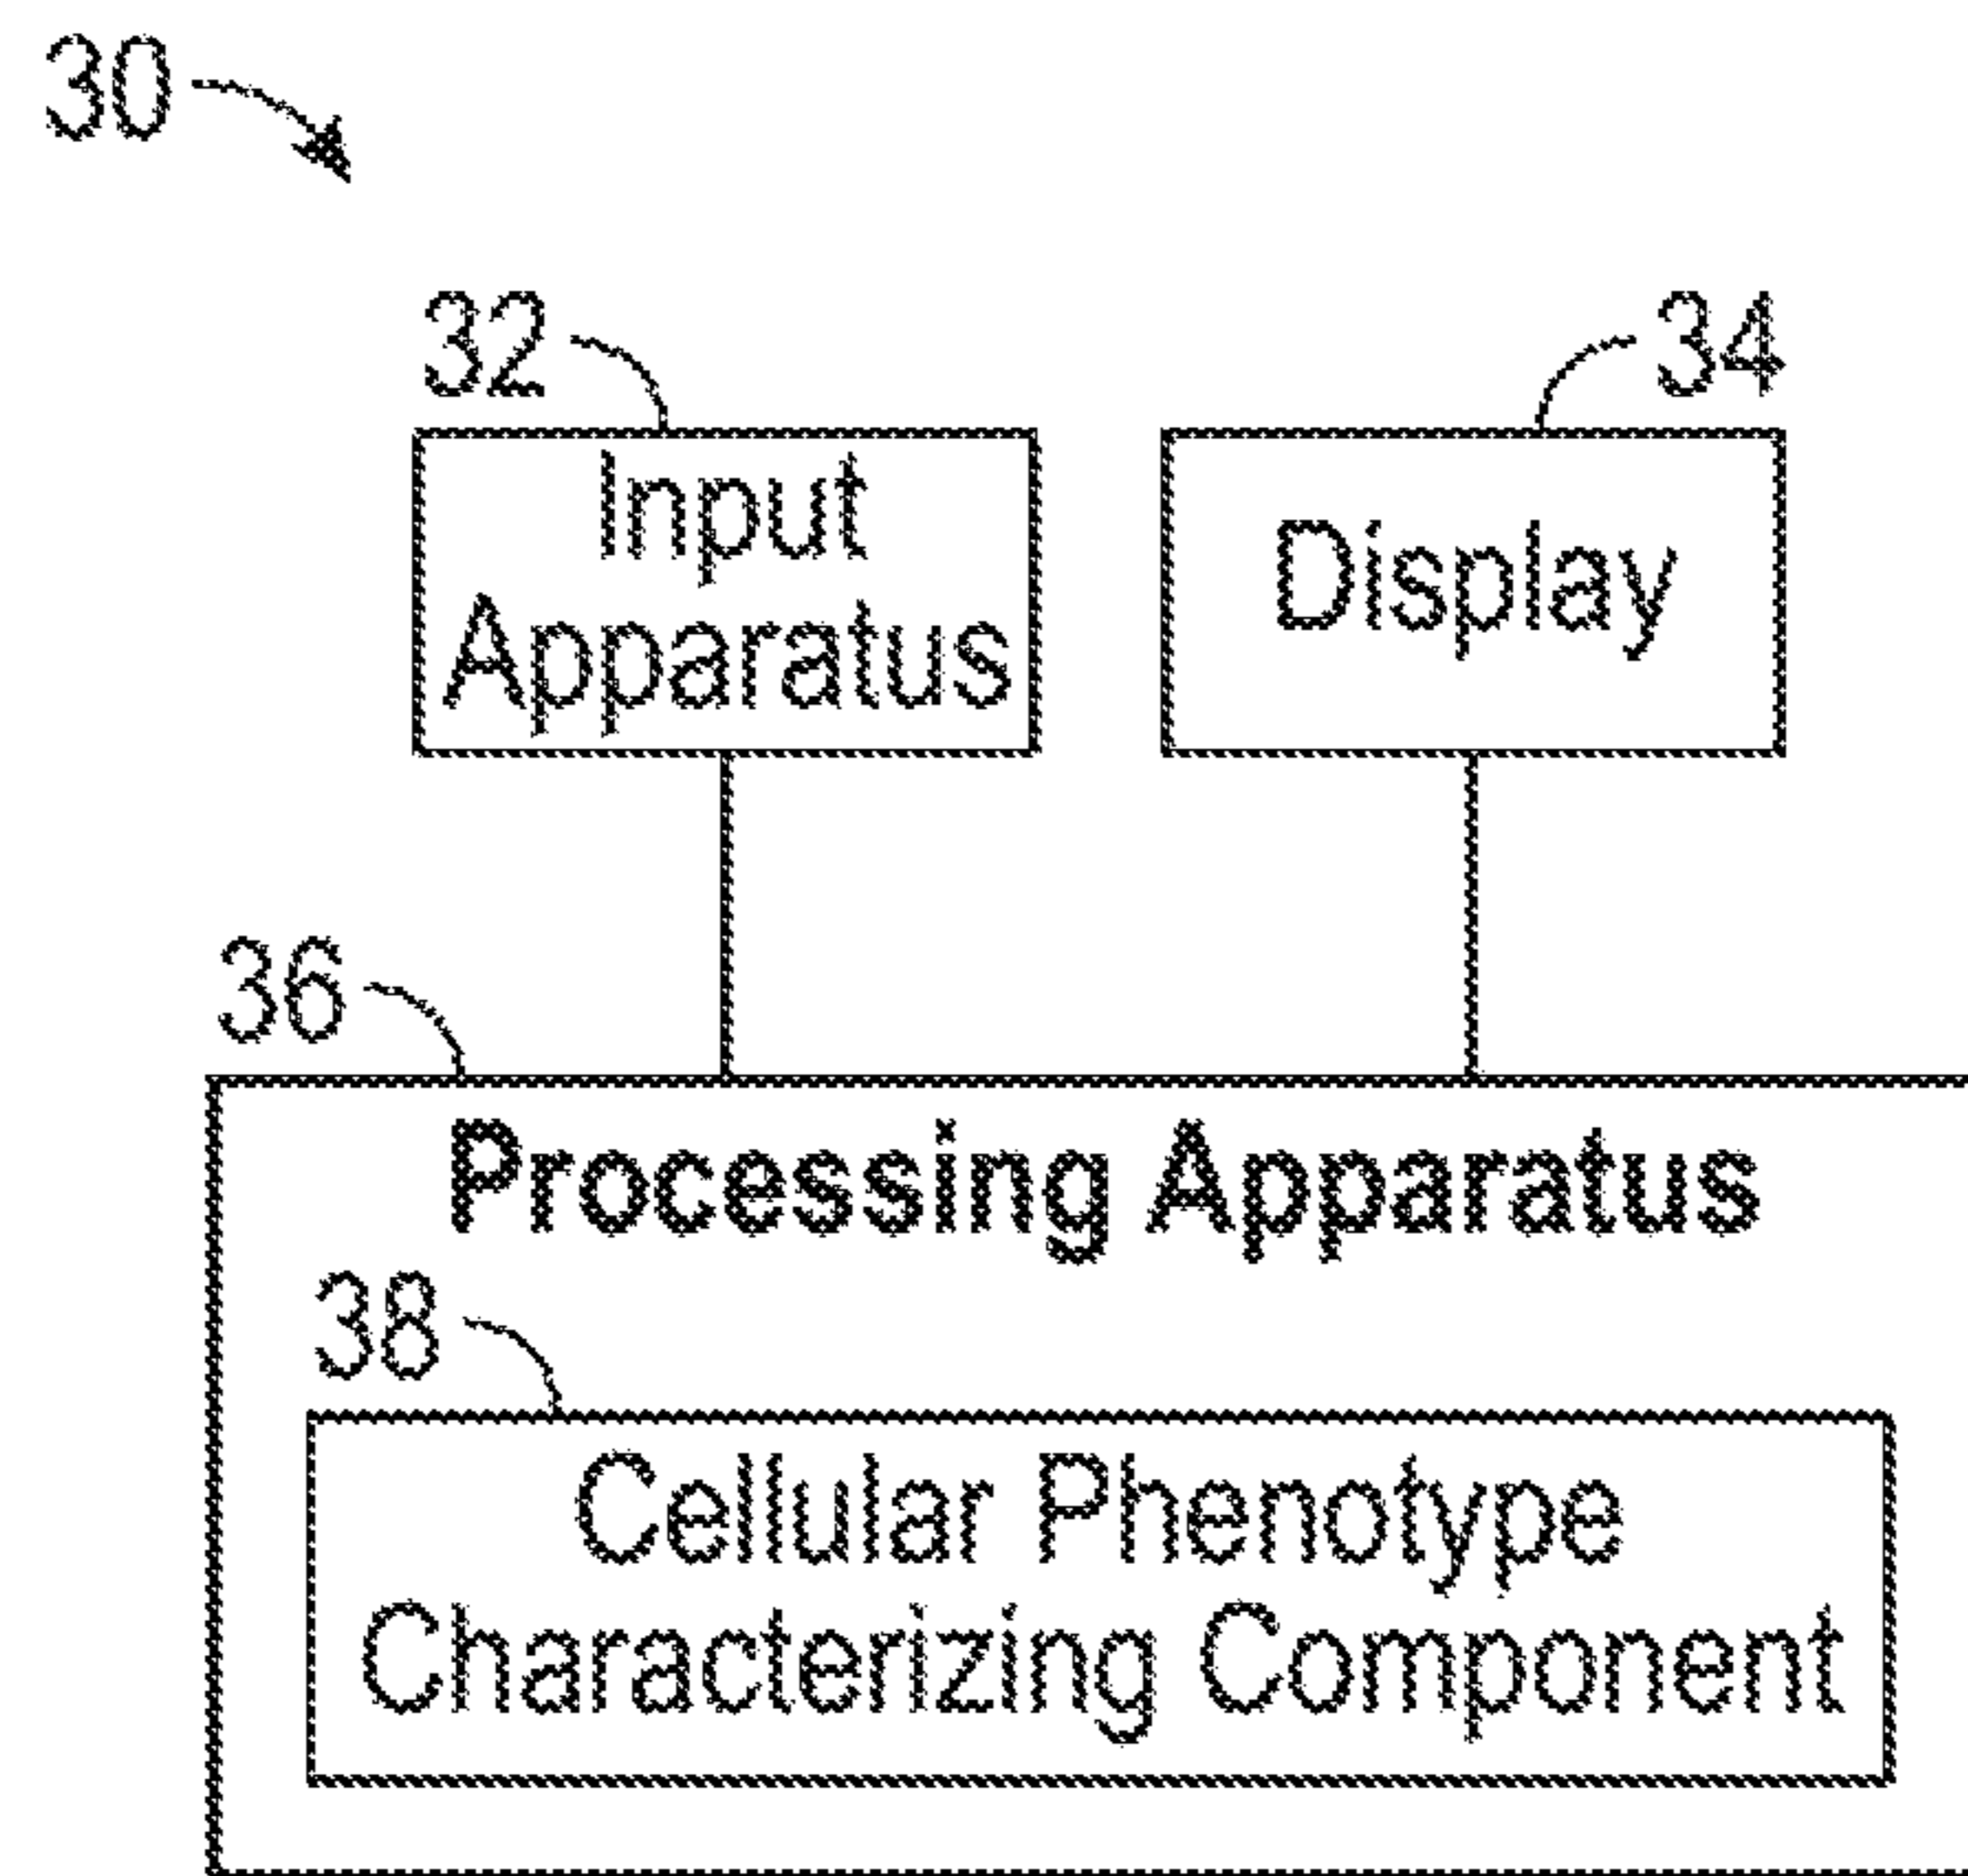 30
32
34
Input
Apparatus
Display
36
Processing Apparatus
38
Cellular Phenotype
Characterizing Component